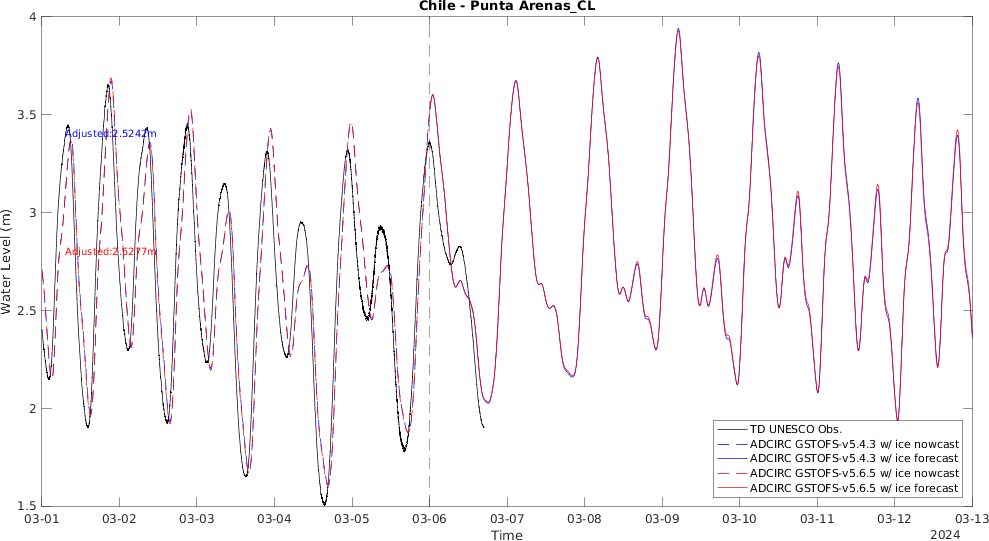 Chile - Punta Arenas_CL
4
3.5
3
2.5
2
1.5
Water Level (m)
Adjusted:2.5242m
Adjusted:2.5277m
TD UNESCO Obs.
ADCIRC GSTOFS-v5.4.3 w/ ice nowcast
ADCIRC GSTOFS-v5.4.3 w/ ice forecast
ADCIRC GSTOFS-v5.6.5 w/ ice nowcast
ADCIRC GSTOFS-v5.6.5 w/ ice forecast
03-01 03-02 03-03 03-04 03-05 03-06 03-07 03-08 03-09 03-10 03-11 03-12 03-13
Time
2024